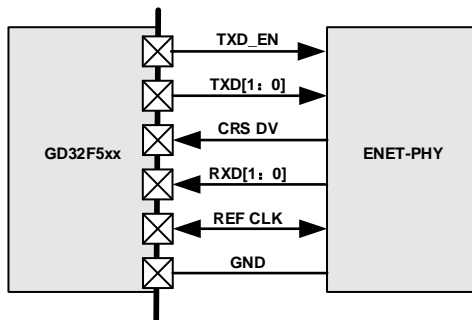 TXD_EN
TXD[1：0]
CRS DV
GD32F5xx
ENET-PHY
RXD[1：0]
REF CLK
GND